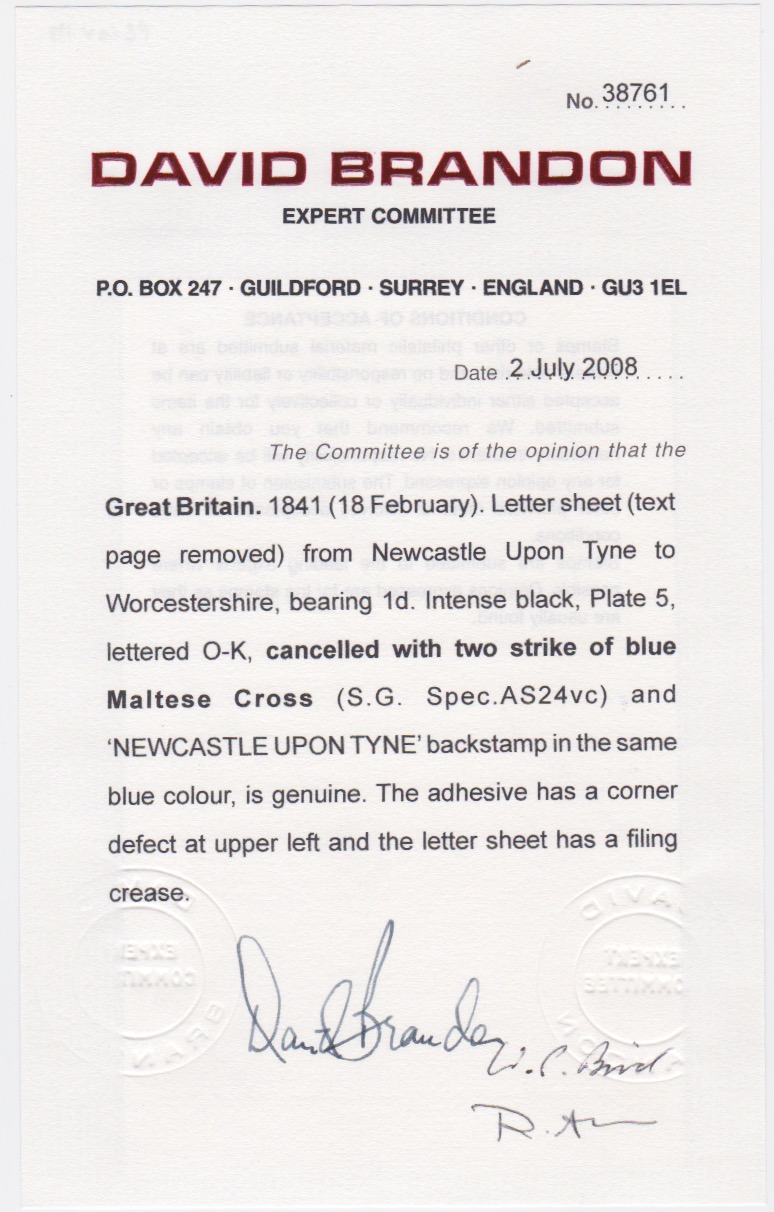 No. 38761
DAVID BRANDON
EXPERT COMMITTEE
P.O. BOX 247 · GUILDFORD · SURREY · ENGLAND · GU3 1EL
Date 2 July 2008
The Committee is of the opinion that the
Great Britain. 1841 (18 February). Letter sheet (text
page removed) from Newcastle Upon Tyne to
Worcestershire, bearing 1d. Intense black, Plate 5,
lettered O-K, cancelled with two strike of blue
Maltese Cross (S.G. Spec.AS24vc) and
‘NEWCASTLE UPON TYNE’ backstamp in the same
blue colour, is genuine. The adhesive has a corner
defect at upper left and the letter sheet has a filing
crease.
David Brandon